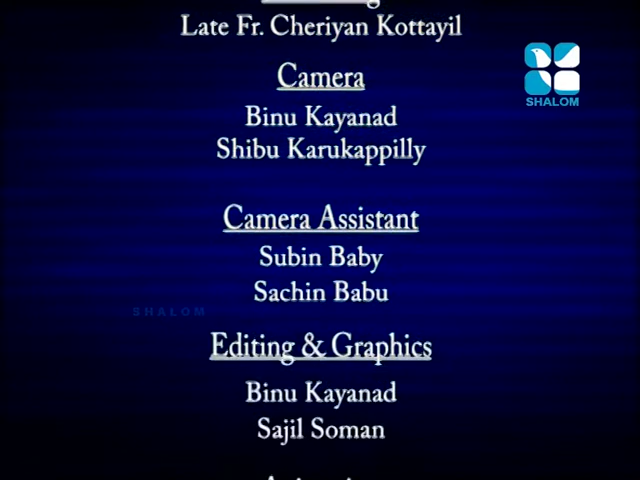 Late Fr. Cheriyan Kottayil
Camera
SHALOM
Binu Kayanad
Shibu Karukappilly
Camera Assistant
Subin Baby
Sachin Babu
SHALOM
Editing & Graphics
Binu Kayanad
Sajil Soman